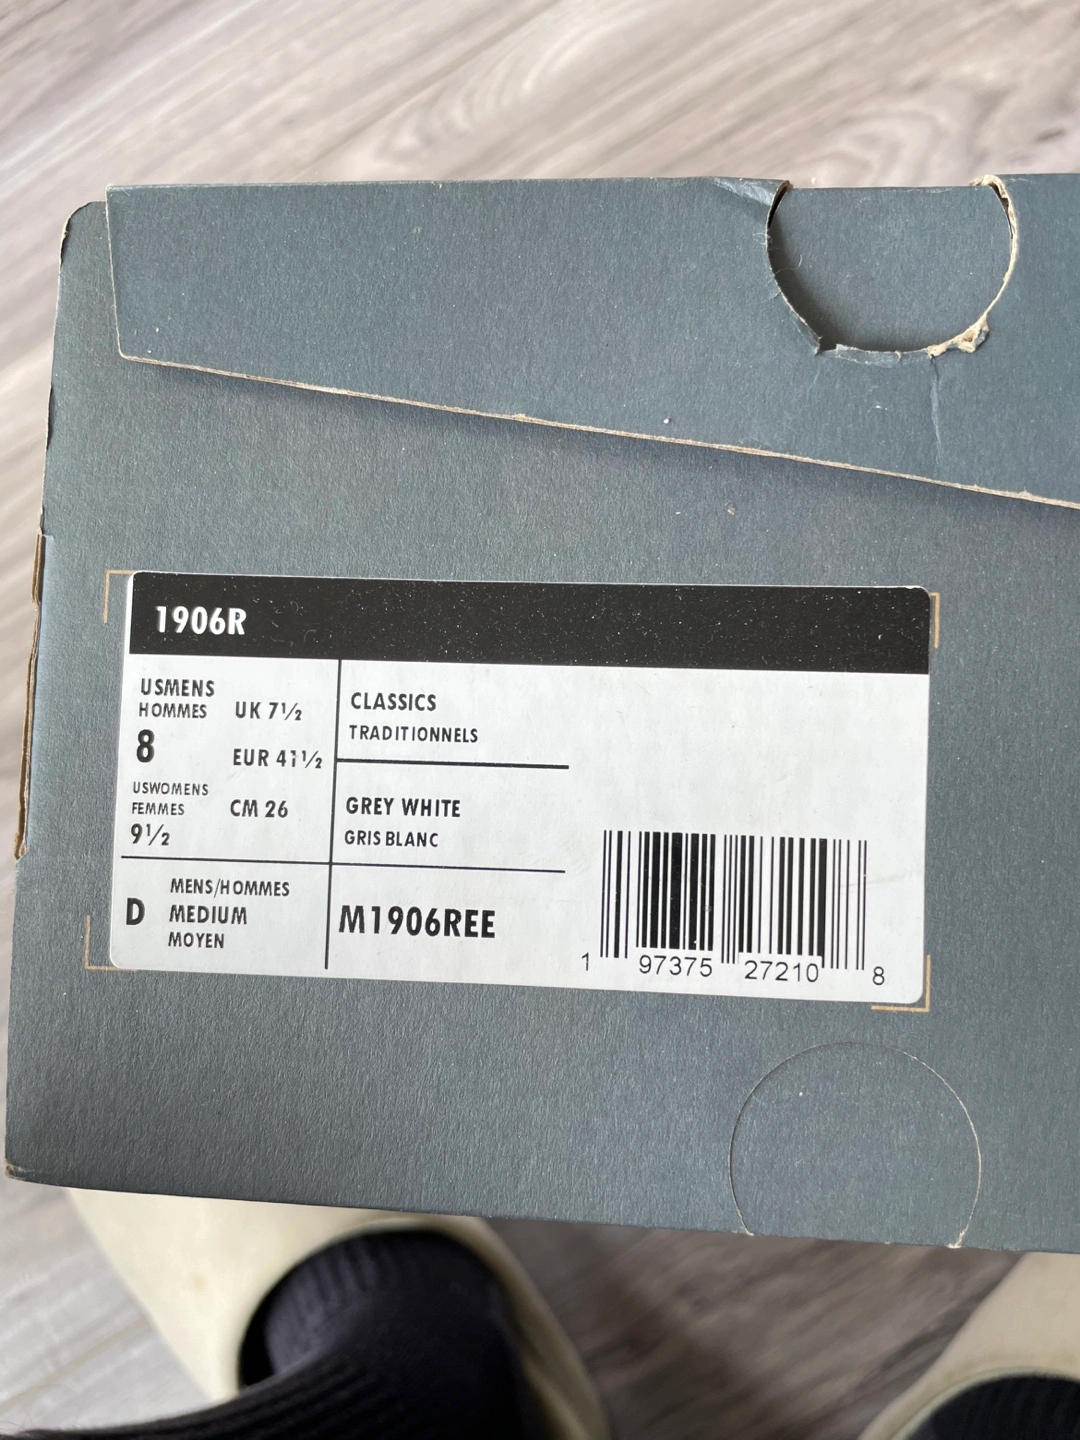 1906R
USMENS
HOMMES
8
USWOMENS
FEMMES
9½
UK 7½
EUR 41½
CM 26
CLASSICS
TRADITIONNELS
GREY WHITE
GRIS BLANC
D
MENS/HOMMES
MEDIUM
MOYEN
M1906REE
1 97375 27210 8